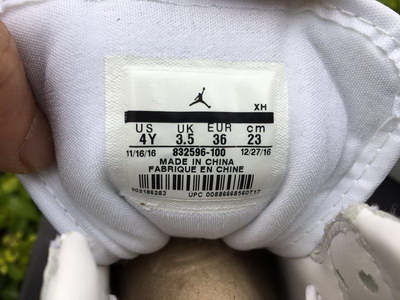 XH
US UK EUR cm
4Y 3.5 36 23
11/16/16 832596-100 12/27/16
MADE IN CHINA
FABRIQUE EN CHINE
UPC